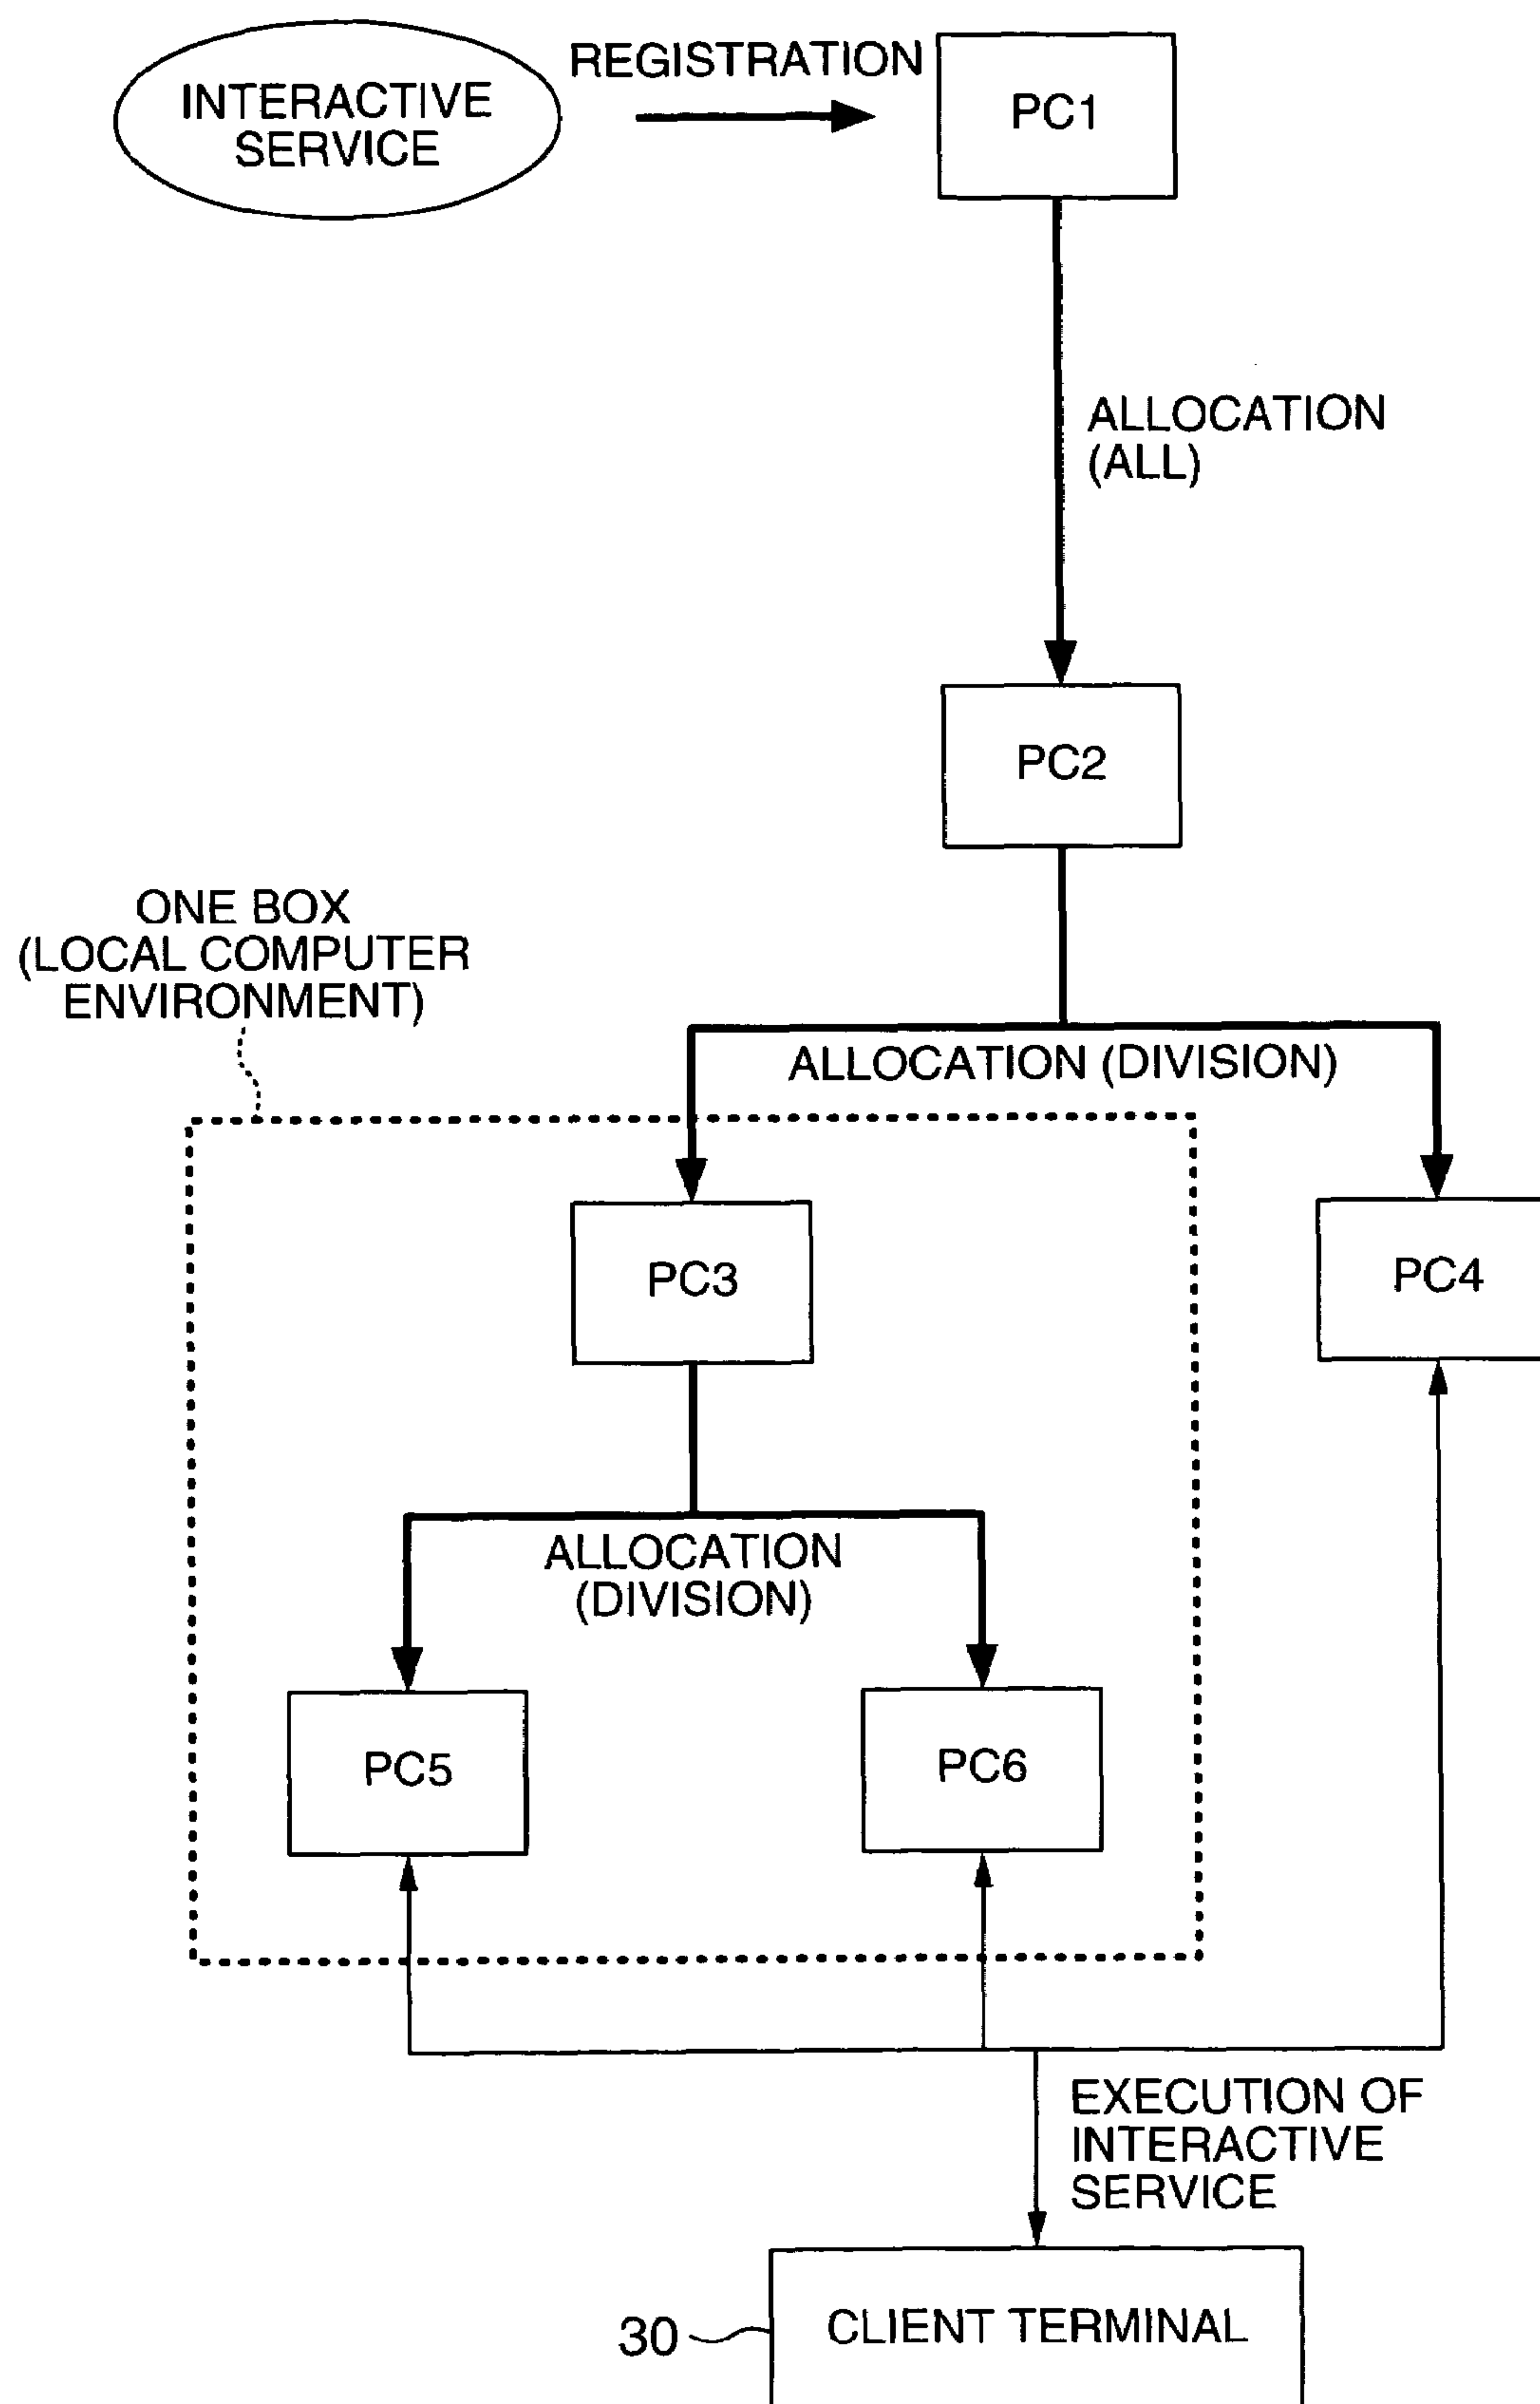 INTERACTIVE
SERVICE
REGISTRATION
PC1
ALLOCATION
(ALL)
PC2
ONE BOX
(LOCAL COMPUTER
ENVIRONMENT)
ALLOCATION (DIVISION)
PC3
PC4
ALLOCATION
(DIVISION)
PC5
PC6
EXECUTION OF
INTERACTIVE
SERVICE
30
CLIENT TERMINAL